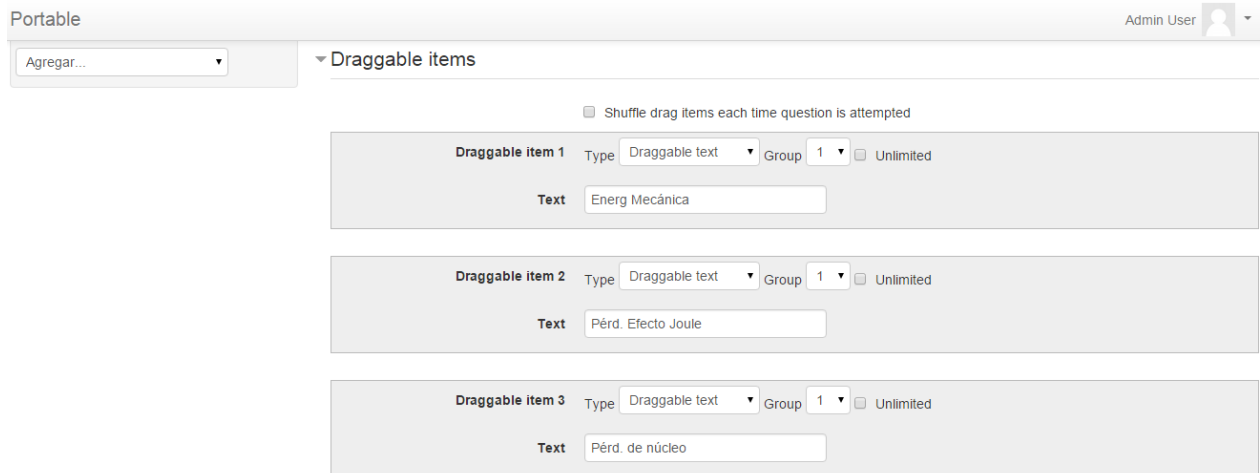 Portable Admin User
Agregar...
Draggable items
Shuffle drag items each time question is attempted
Draggable item 1 Type Draggable text Group 1 Unlimited
Text Energ Mecánica
Draggable item 2 Type Draggable text Group 1 Unlimited
Text Pérd. Efecto Joule
Draggable item 3 Type Draggable text Group 1 Unlimited
Text Pérd. de núcleo